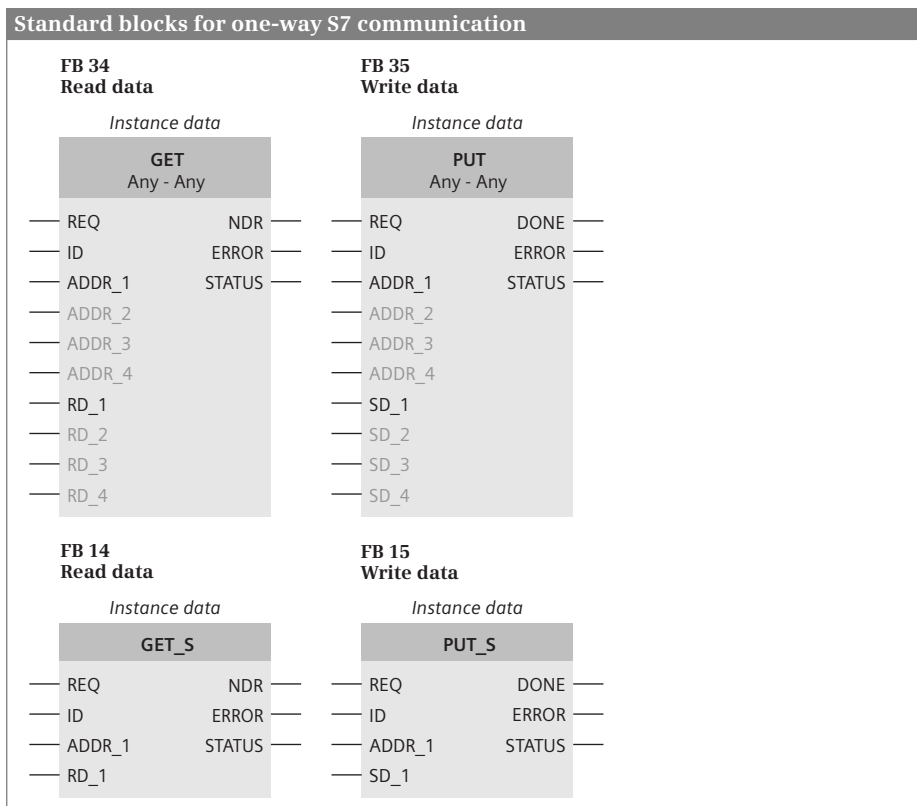 Standard blocks for one-way S7 communication
FB 34
Read data
Instance data
GET
Any - Any
REQ NDR
ID ERROR
ADDR_1 STATUS
ADDR_2
ADDR_3
ADDR_4
RD_1
RD_2
RD_3
RD_4
FB 35
Write data
Instance data
PUT
Any - Any
REQ DONE
ID ERROR
ADDR_1 STATUS
ADDR_2
ADDR_3
ADDR_4
SD_1
SD_2
SD_3
SD_4
FB 14
Read data
Instance data
GET_S
REQ NDR
ID ERROR
ADDR_1 STATUS
RD_1
FB 15
Write data
Instance data
PUT_S
REQ DONE
ID ERROR
ADDR_1 STATUS
SD_1